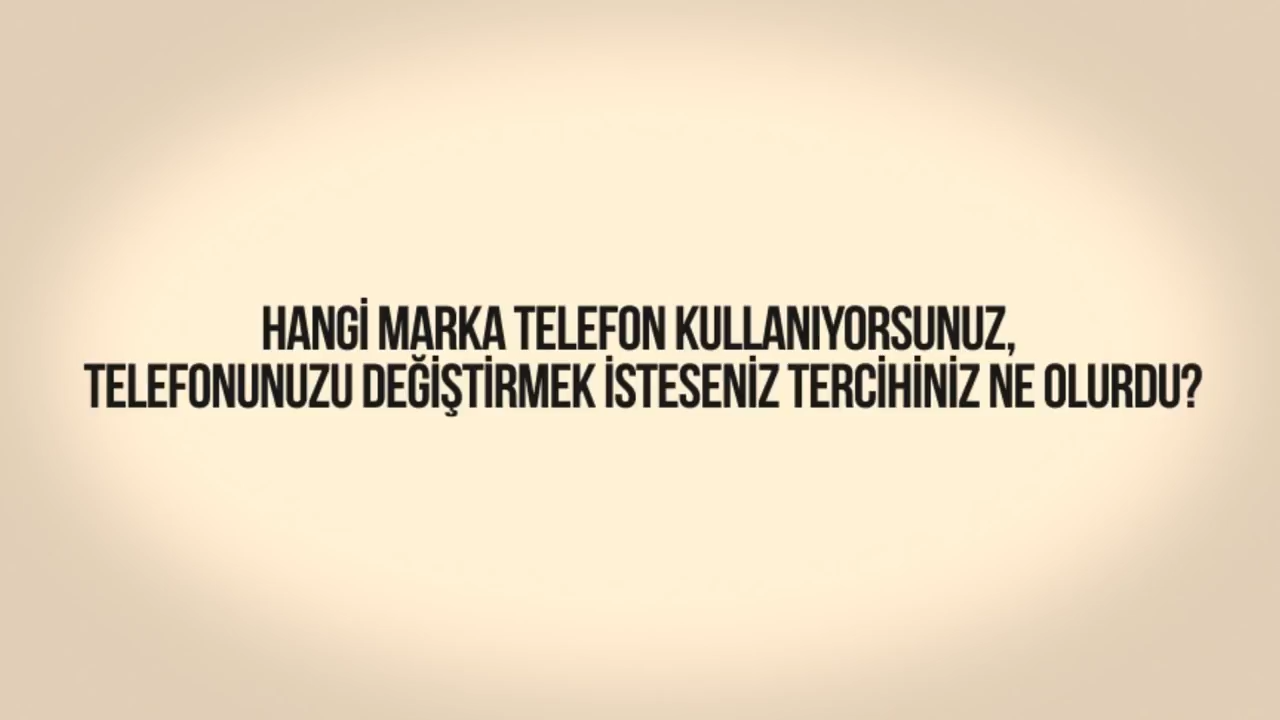 HANGİ MARKA TELEFON KULLANIYORSUNUZ,
TELEFONUNUZU DEĞİŞTİRMEK İSTESENİZ TERCİHİNİZ NE OLURDU?